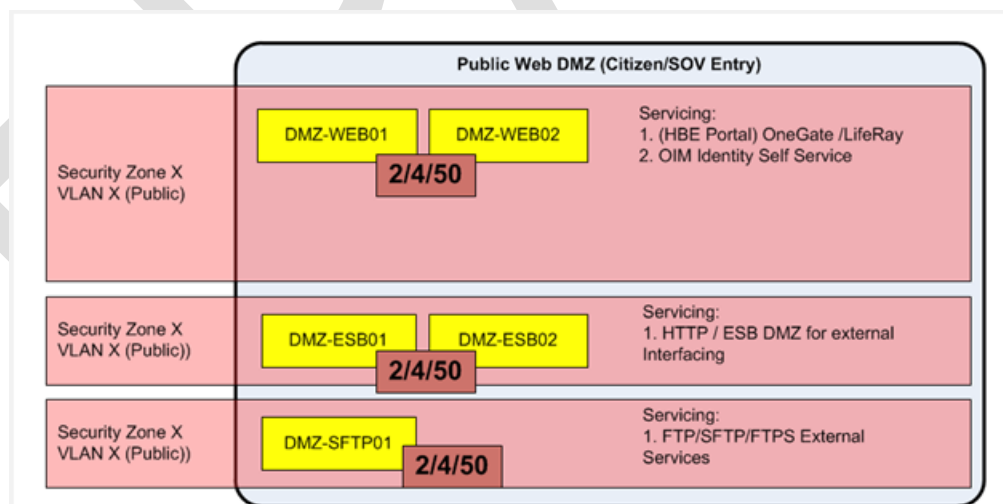 Public Web DMZ (Citizen/SOV Entry)
Security Zone X
VLAN X (Public)
DMZ-WEB01
DMZ-WEB02
2/4/50
Servicing:
1. (HBE Portal) OneGate /LifeRay
2. OIM Identity Self Service
Security Zone X
VLAN X (Public))
DMZ-ESB01
DMZ-ESB02
2/4/50
Servicing:
1. HTTP / ESB DMZ for external
Interfacing
Security Zone X
VLAN X (Public))
DMZ-SFTP01
2/4/50
Servicing:
1. FTP/SFTP/FTPS External
Services